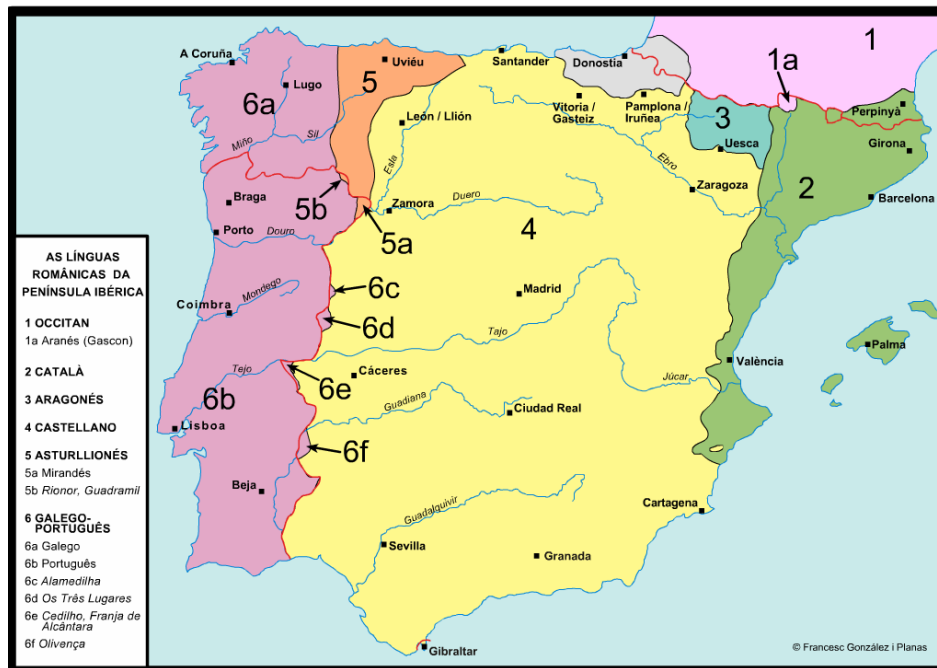 1
1a
A Coruña
Santander
Donostia
Uviéu
6a
Lugo
5
Vitoria /
Gasteiz
Pamplona /
Iruñea
Perpinyà
León / Llión
3
Miño
Sil
Uesca
Girona
Esla
Ebro
Braga
5b
Zaragoza
2
Zamora
Duero
Barcelona
Porto
Douro
5a
4
AS LÍNGUAS
ROMÂNICAS DA
PENÍNSULA IBÉRICA
1 OCCITAN
1a Aranés (Gascon)
2 CATALÀ
3 ARAGONÉS
4 CASTELLANO
5 ASTURLLIONÉS
5a Mirandés
5b Rionor, Guadramil
6 GALEGO-
PORTUGUÊS
6a Galego
6b Português
6c Alamedilha
6d Os Três Lugares
6e Cedilho, Franja de
Alcântara
6f Olivença
Coimbra
Mondego
6c
Madrid
6d
Tajo
Palma
València
Tejo
6e
Cáceres
Júcar
6b
Guadiana
Ciudad Real
Lisboa
6f
Beja
Cartagena
Guadalquivir
Sevilla
Granada
Gibraltar
© Francesc González i Planas